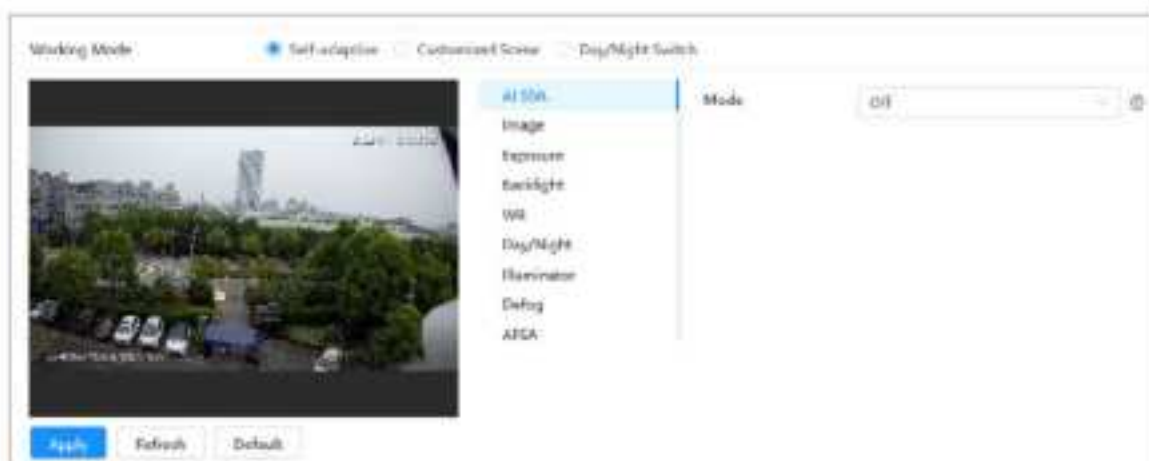 Working Mode Self-adaptive Customized Scene Day/Night Switch
AI SSA Mode Off
Image
Exposure
Backlight
WB
Day/Night
Illuminator
Defog
Apply Refresh Default